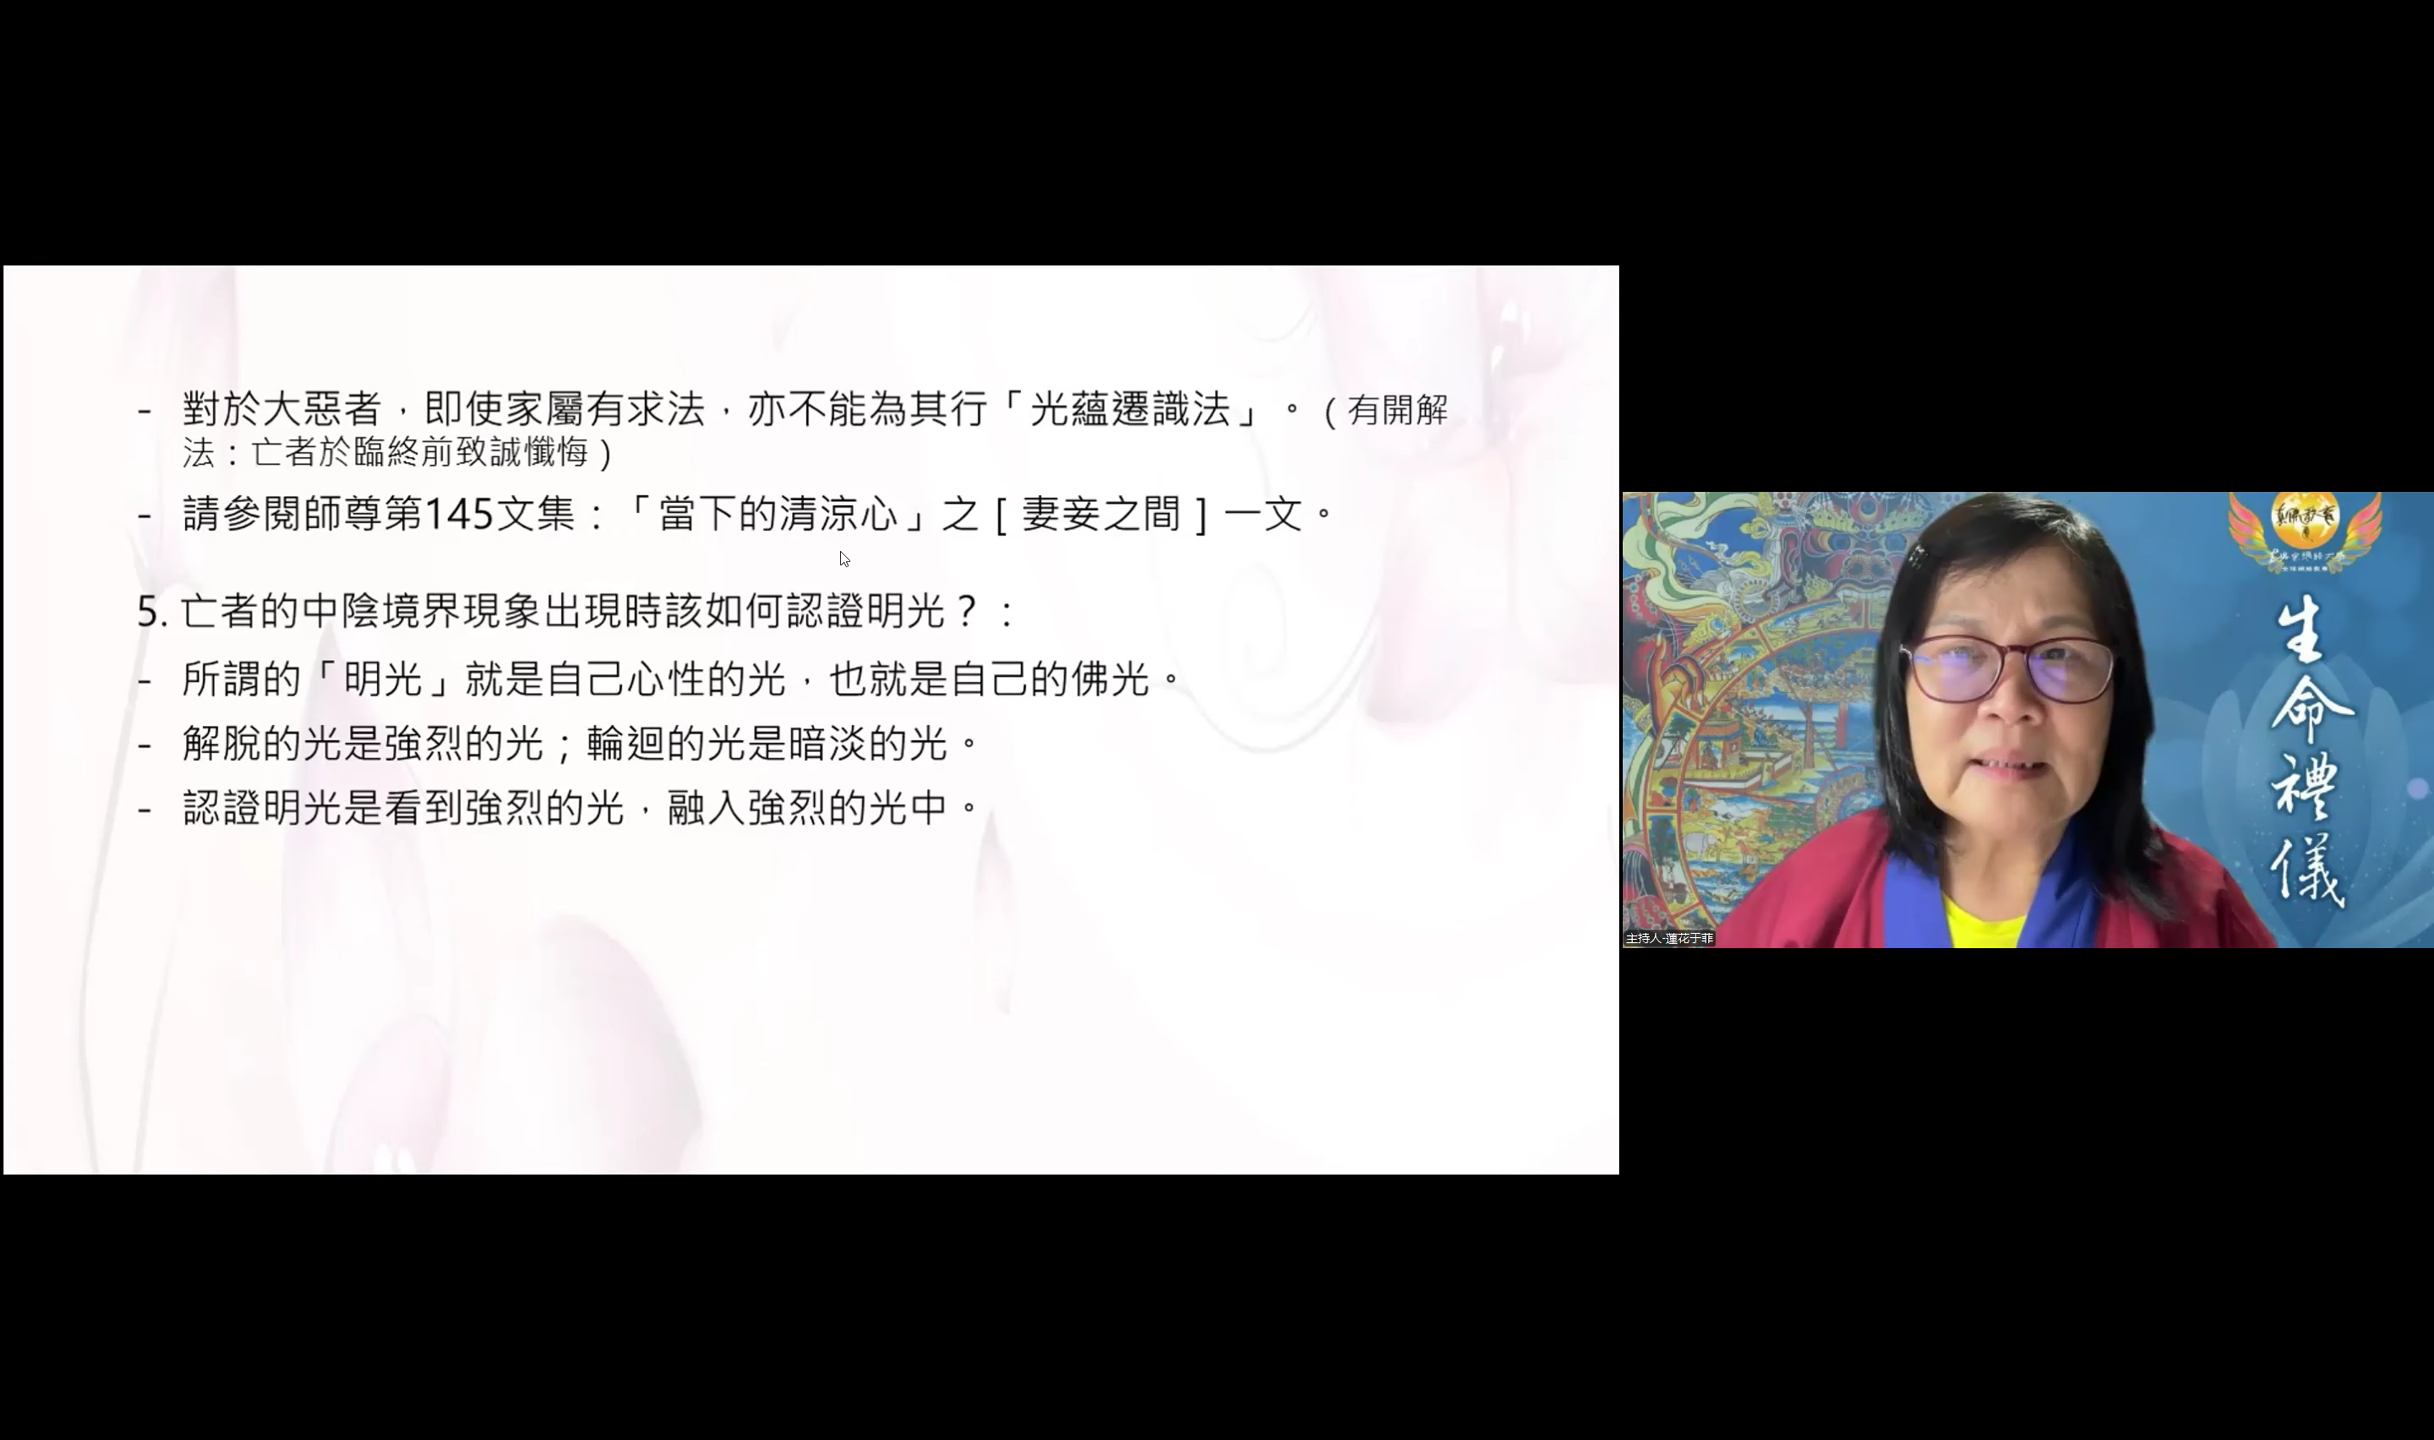 - 對於大惡者，即使家屬有求法，亦不能為其行「光蘊遷識法」。（有開解
法：亡者於臨終前致誠懺悔）
- 請參閱師尊第145文集：「當下的清涼心」之［妻妾之間］一文。
5. 亡者的中陰境界現象出現時該如何認證明光？：
- 所謂的「明光」就是自己心性的光，也就是自己的佛光。
- 解脫的光是強烈的光；輪迴的光是暗淡的光。
- 認證明光是看到強烈的光，融入強烈的光中。
生命禮儀
主持人-蓮花于菲